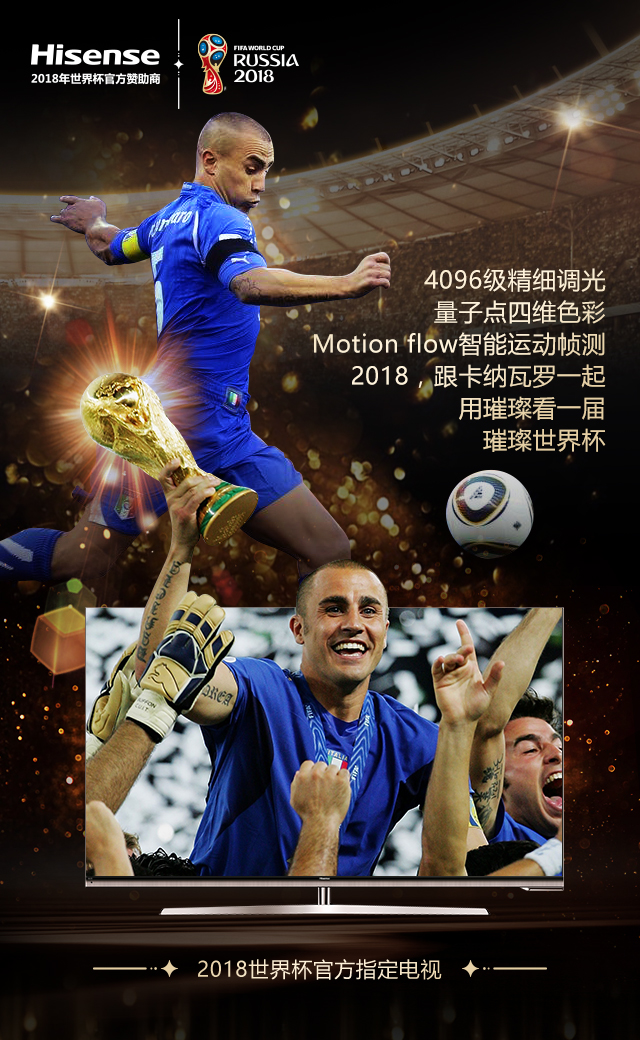 Hisense
2018年世界杯官方赞助商
FIFA WORLD CUP
RUSSIA
2018
4096级精细调光
量子点四维色彩
Motion flow智能运动帧测
2018，跟卡纳瓦罗一起
用璀璨看一届
璀璨世界杯
5
ITALIA
Hisense
2018世界杯官方指定电视